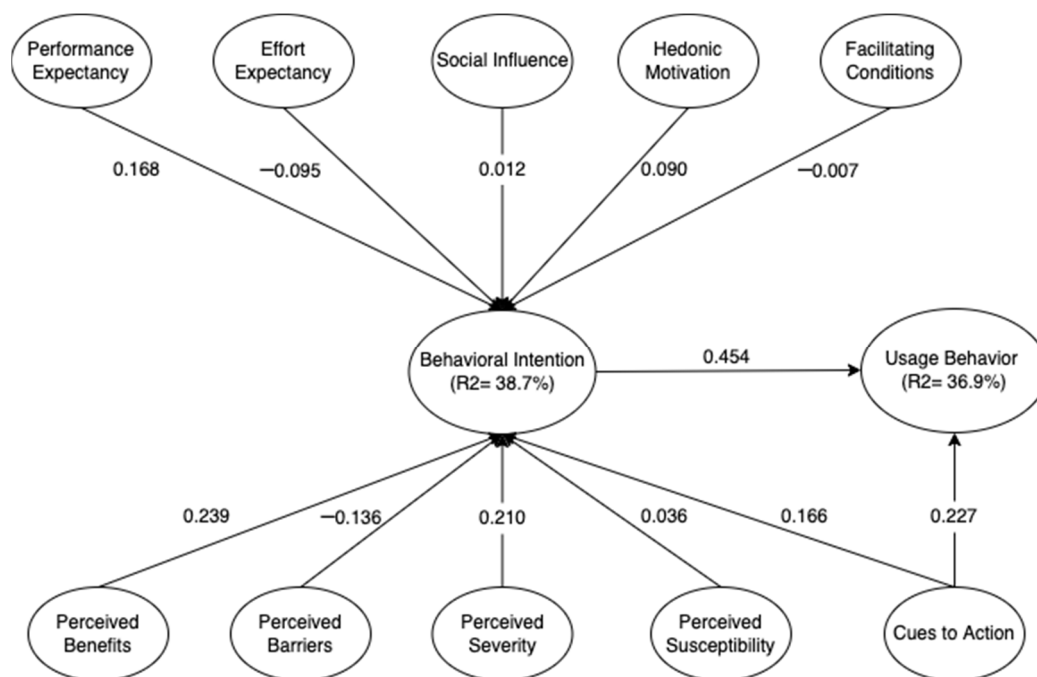 Performance
Expectancy
Effort
Expectancy
Social Influence
Hedonic
Motivation
Facilitating
Conditions
0.168
−0.095
0.012
0.090
−0.007
Behavioral Intention
(R2= 38.7%)
0.454
Usage Behavior
(R2= 36.9%)
0.239
−0.136
0.210
0.036
0.166
0.227
Perceived
Benefits
Perceived
Barriers
Perceived
Severity
Perceived
Susceptibility
Cues to Action